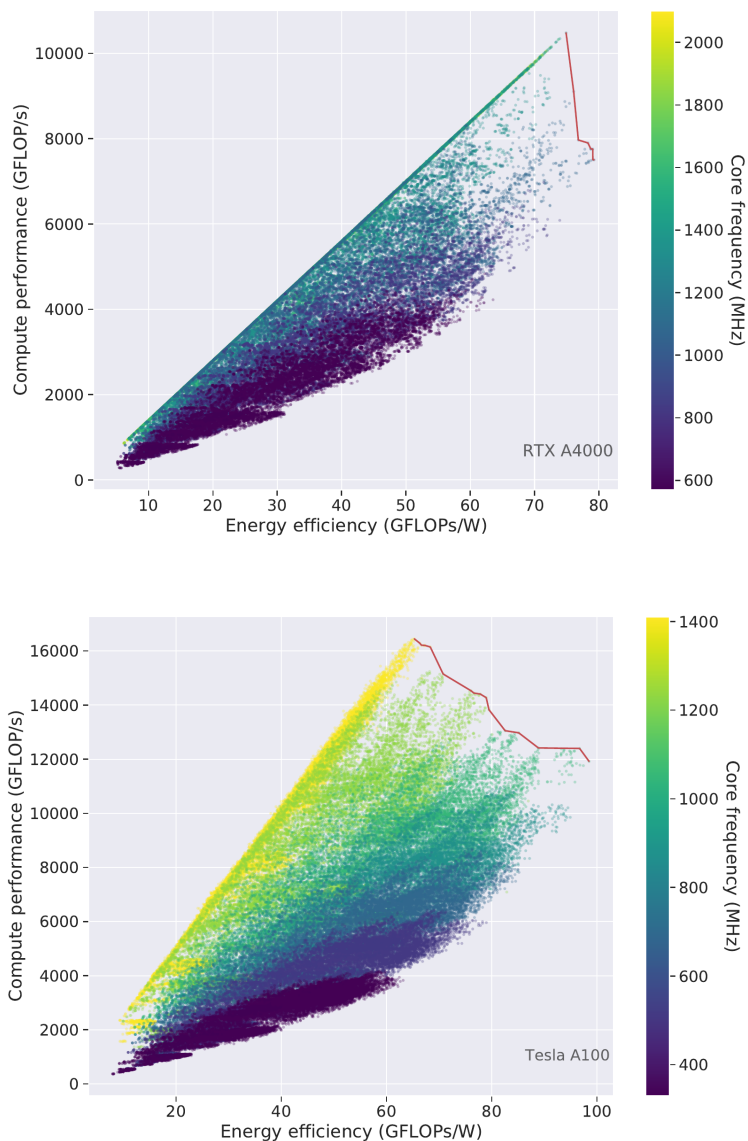 10000
8000
6000
4000
2000
0
Compute performance (GFLOP/s)
10 20 30 40 50 60 70 80
Energy efficiency (GFLOPs/W)
RTX A4000
2000
1800
1600
1400
1200
1000
800
600
Core frequency (MHz)
16000
14000
12000
10000
8000
6000
4000
2000
0
Compute performance (GFLOP/s)
20 40 60 80 100
Energy efficiency (GFLOPs/W)
Tesla A100
1400
1200
1000
800
600
400
Core frequency (MHz)